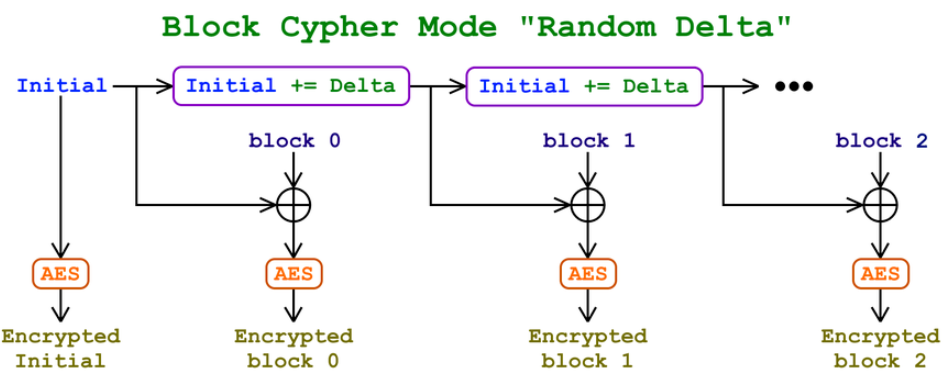 Block Cypher Mode "Random Delta"
Initial
Initial += Delta
Initial += Delta
•••
block 0
block 1
block 2
AES
AES
AES
AES
Encrypted Initial
Encrypted block 0
Encrypted block 1
Encrypted block 2